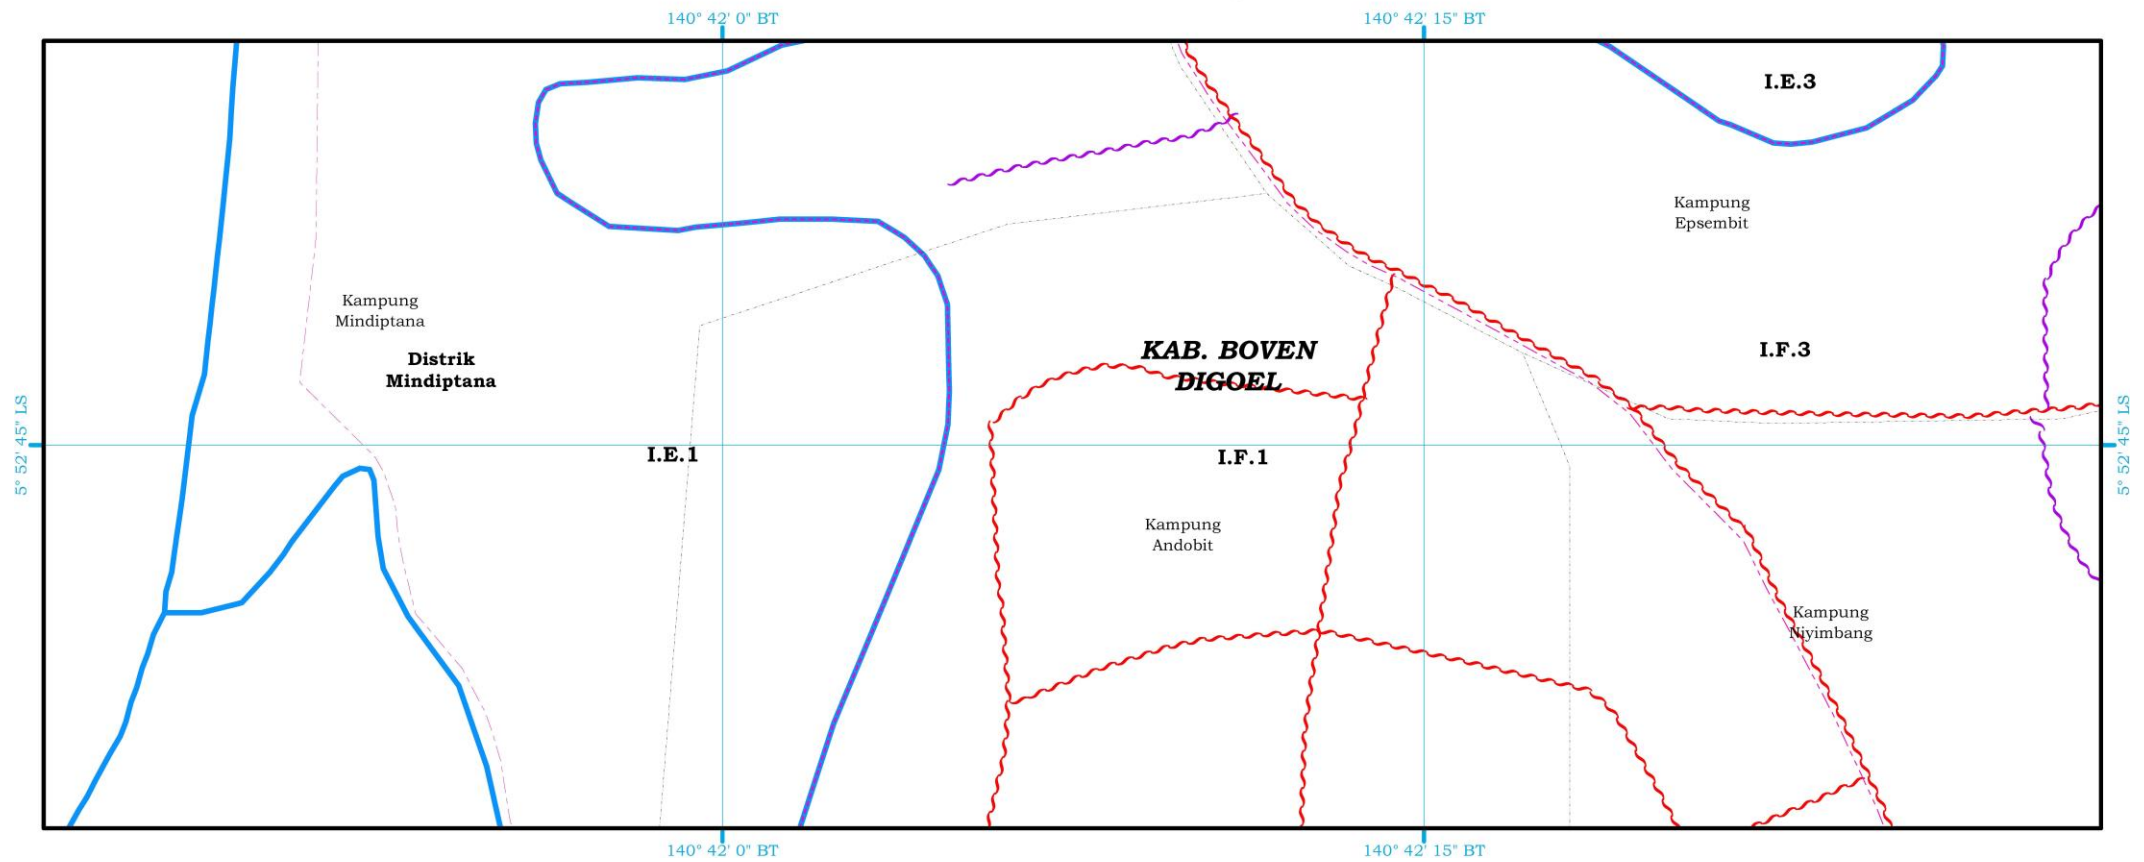 140° 42' 0" BT
140° 42' 15" BT
I.E.3
Kampung
Epsembit
Kampung
Mindiptana
Distrik
Mindiptana
KAB. BOVEN
DIGOEL
I.F.3
5° 52' 45" LS
I.E.1
I.F.1
5° 52' 45" LS
Kampung
Andobit
Kampung
Niyimbang
140° 42' 0" BT
140° 42' 15" BT